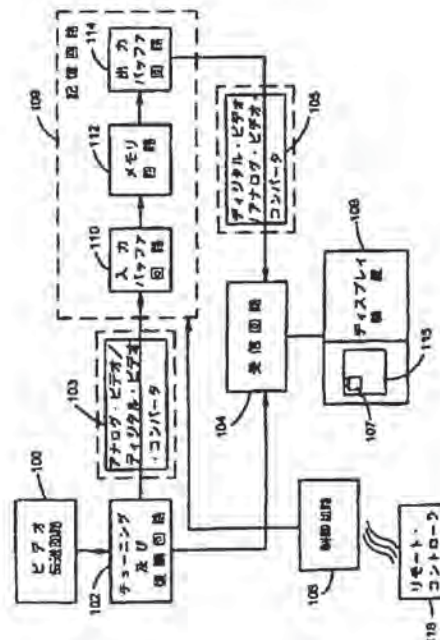 100
ビデオ
伝送回路
102
チューニング
及び
復調回路
103
アナログ・ビデオ/
ディジタル・ビデオ
・コンバータ
109
記憶回路
110
入力
バッファ
回路
112
メモリ
回路
114
出力
バッファ
回路
105
ディジタル・ビデオ
/アナログ・ビデオ・
コンバータ
104
受信回路
108
ディスプレイ
装置
107
115
制御回路
リモート・
コントローラ